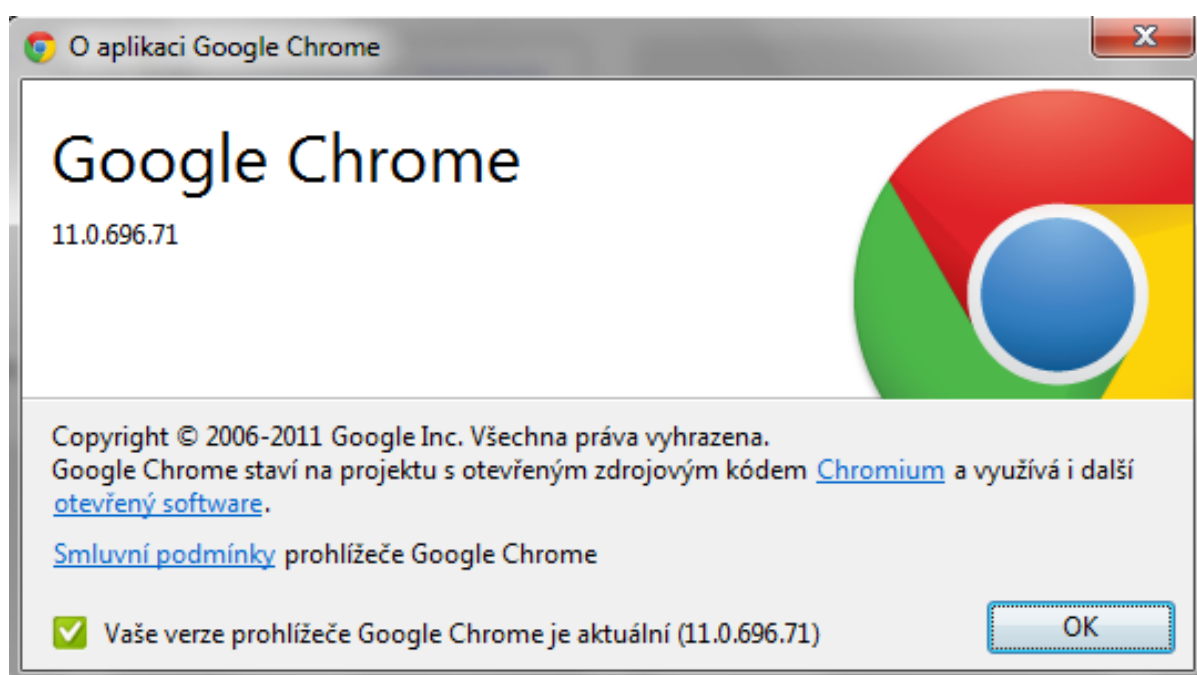 O aplikaci Google Chrome
Google Chrome
11.0.696.71
Copyright © 2006-2011 Google Inc. Všechna práva vyhrazena.
Google Chrome staví na projektu s otevřeným zdrojovým kódem Chromium a využívá i další
otevřený software.
Smluvní podmínky prohlížeče Google Chrome
Vaše verze prohlížeče Google Chrome je aktuální (11.0.696.71)
OK